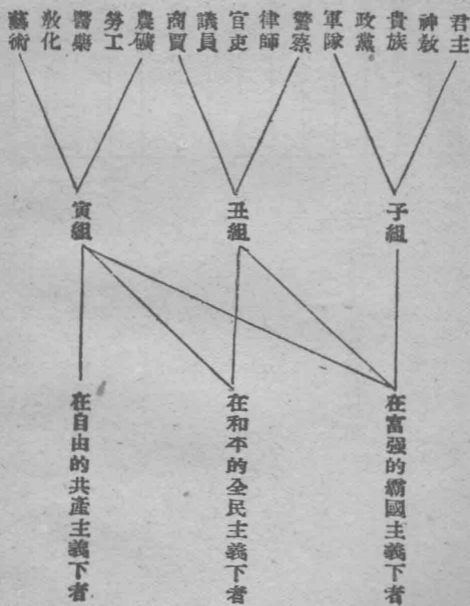 君主
神教
貴族
政黨
軍隊
警察
律師
官吏
議員
商賈
農礦
勞工
醫藥
敎化
藝術
子組
丑組
寅組
在富强的霸國主義下者
在和平的全民主義下者
在自由的共產主義下者